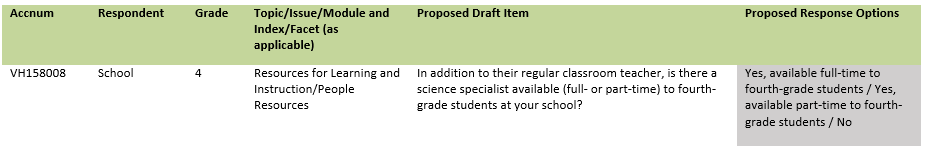 Accnum Respondent Grade Topic/Issue/Module and Proposed Draft Item Proposed Response Options
Index/Facet (as
applicable)
VH158008 School 4 Resources for Learning and In addition to their regular classroom teacher, is there a Yes, available full-time to
Instruction/People science specialist available (full- or part-time) to fourth- fourth-grade students / Yes,
Resources grade students at your school? available part-time to fourth-
grade students / No